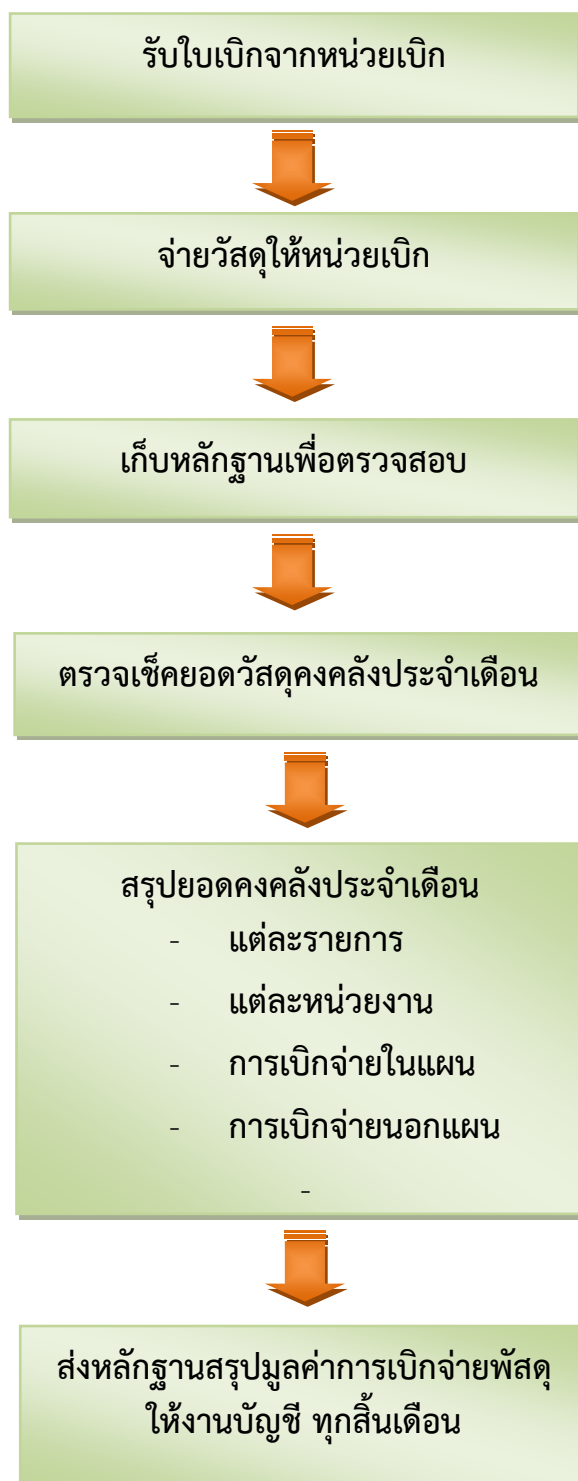 รับใบเบิกจากหน่วยเบิก
จ่ายวัสดุให้หน่วยเบิก
เก็บหลักฐานเพื่อตรวจสอบ
ตรวจเช็คยอดวัสดุคงคลังประจำเดือน
สรุปยอดคงคลังประจำเดือน
- แต่ละรายการ
- แต่ละหน่วยงาน
- การเบิกจ่ายในแผน
- การเบิกจ่ายนอกแผน
-
ส่งหลักฐานสรุปมูลค่าการเบิกจ่ายพัสดุ
ให้งานบัญชี ทุกสิ้นเดือน